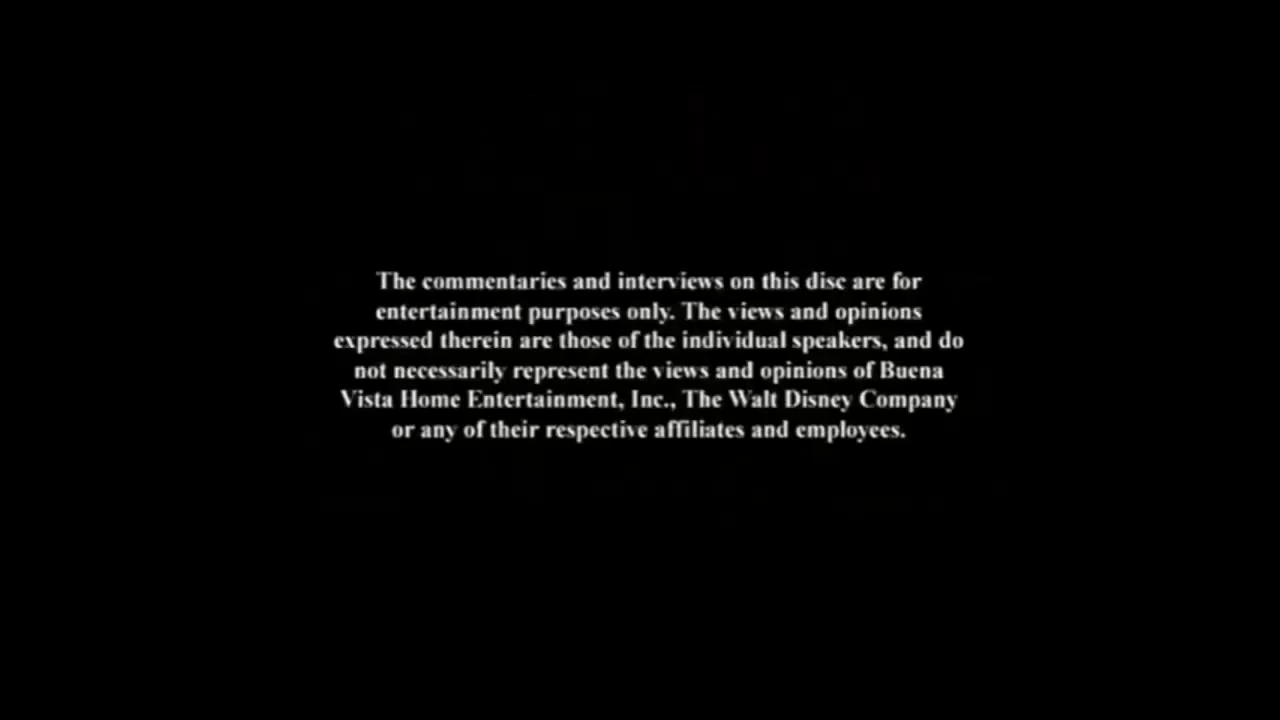 The commentaries and interviews on this disc are for
entertainment purposes only. The views and opinions
expressed therein are those of the individual speakers, and do
not necessarily represent the views and opinions of Buena
Vista Home Entertainment, Inc., The Walt Disney Company
or any of their respective affiliates and employees.